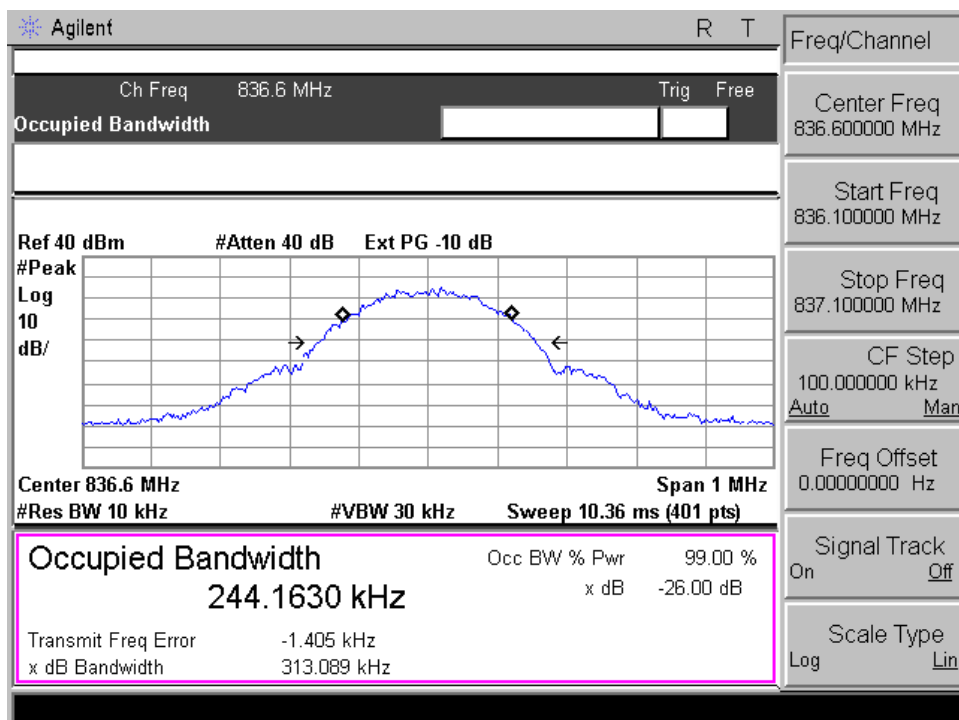 Agilent R T
Ch Freq 836.6 MHz Trig Free
Occupied Bandwidth
Ref 40 dBm #Atten 40 dB Ext PG -10 dB
#Peak
Log
10
dB/
Center 836.6 MHz Span 1 MHz
#Res BW 10 kHz #VBW 30 kHz Sweep 10.36 ms (401 pts)
Occupied Bandwidth Occ BW % Pwr 99.00 %
244.1630 kHz x dB -26.00 dB
Transmit Freq Error -1.405 kHz
x dB Bandwidth 313.089 kHz
Freq/Channel
Center Freq
836.600000 MHz
Start Freq
836.100000 MHz
Stop Freq
837.100000 MHz
CF Step
100.000000 kHz
Auto Man
Freq Offset
0.00000000 Hz
Signal Track
On Off
Scale Type
Log Lin